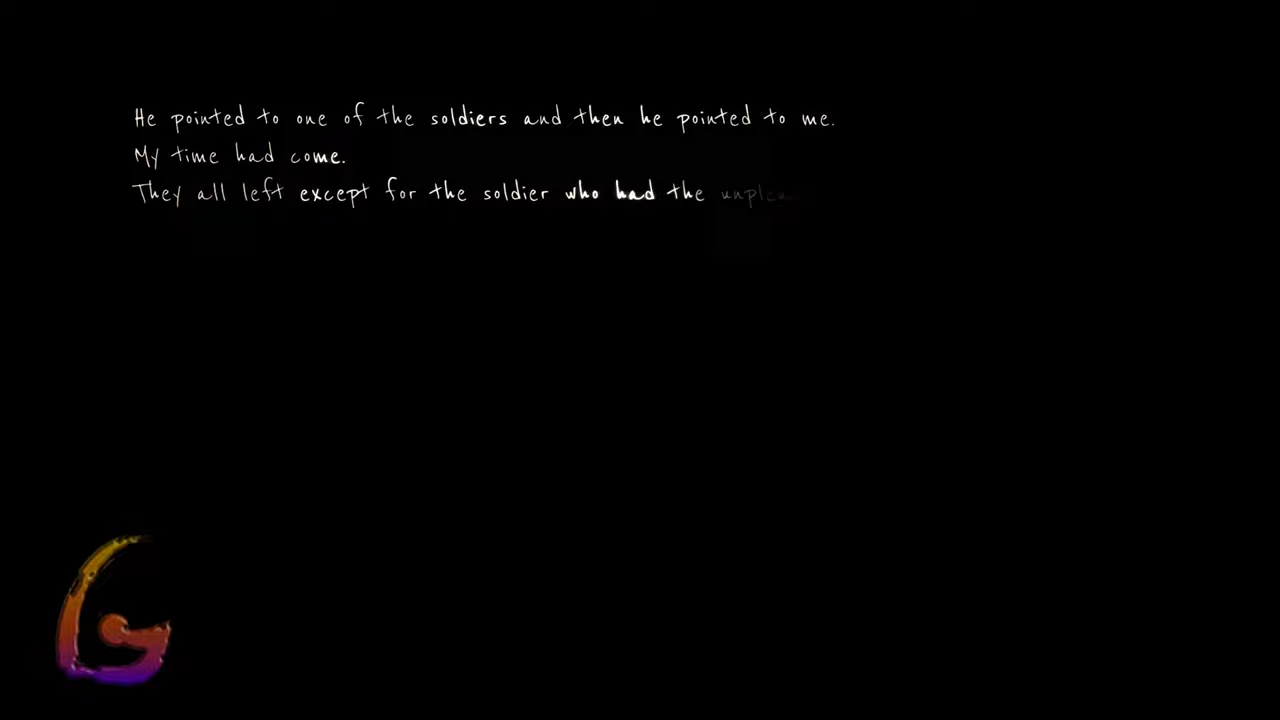 He pointed to one of the soldiers and then he pointed to me.
My time had come.
They all left except for the soldier who had the